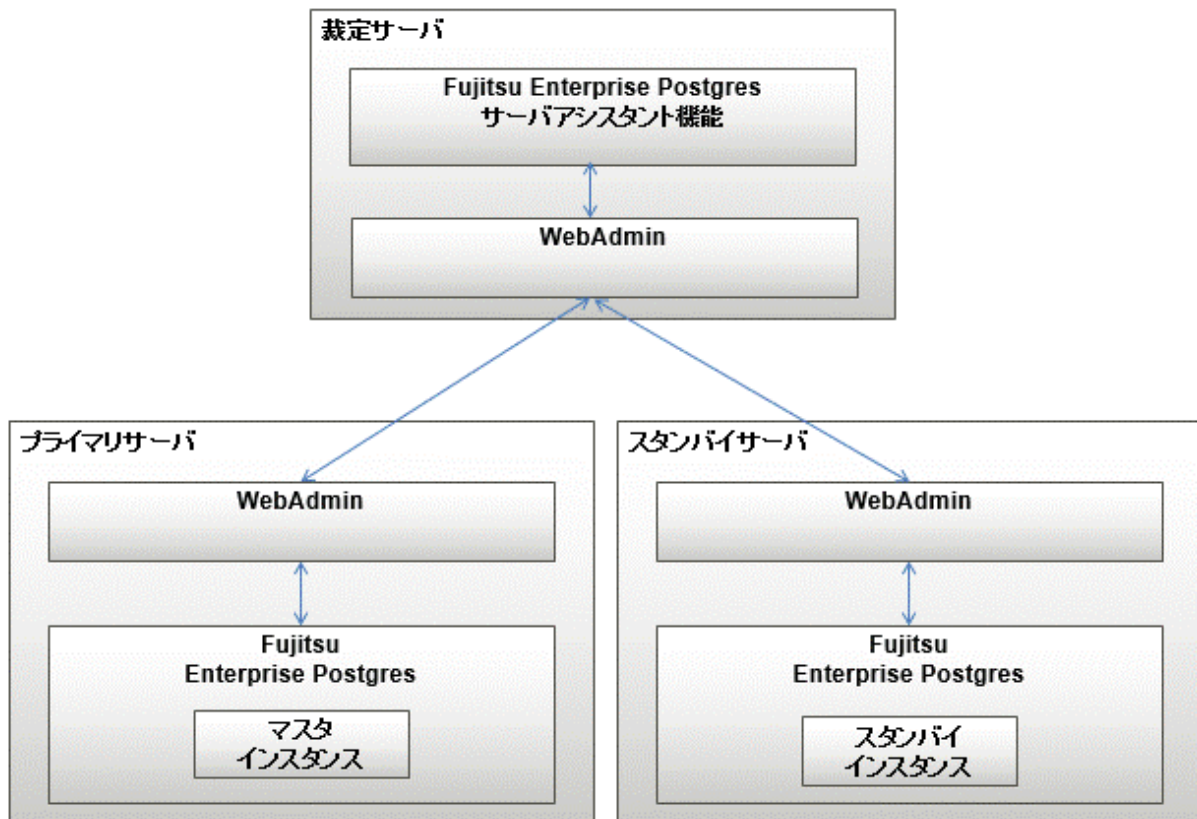 裁定サーバ
Fujitsu Enterprise Postgres
サーバアシスタント機能
WebAdmin
プライマリサーバ
WebAdmin
Fujitsu
Enterprise Postgres
マスタ
インスタンス
スタンバイサーバ
WebAdmin
Fujitsu
Enterprise Postgres
スタンバイ
インスタンス